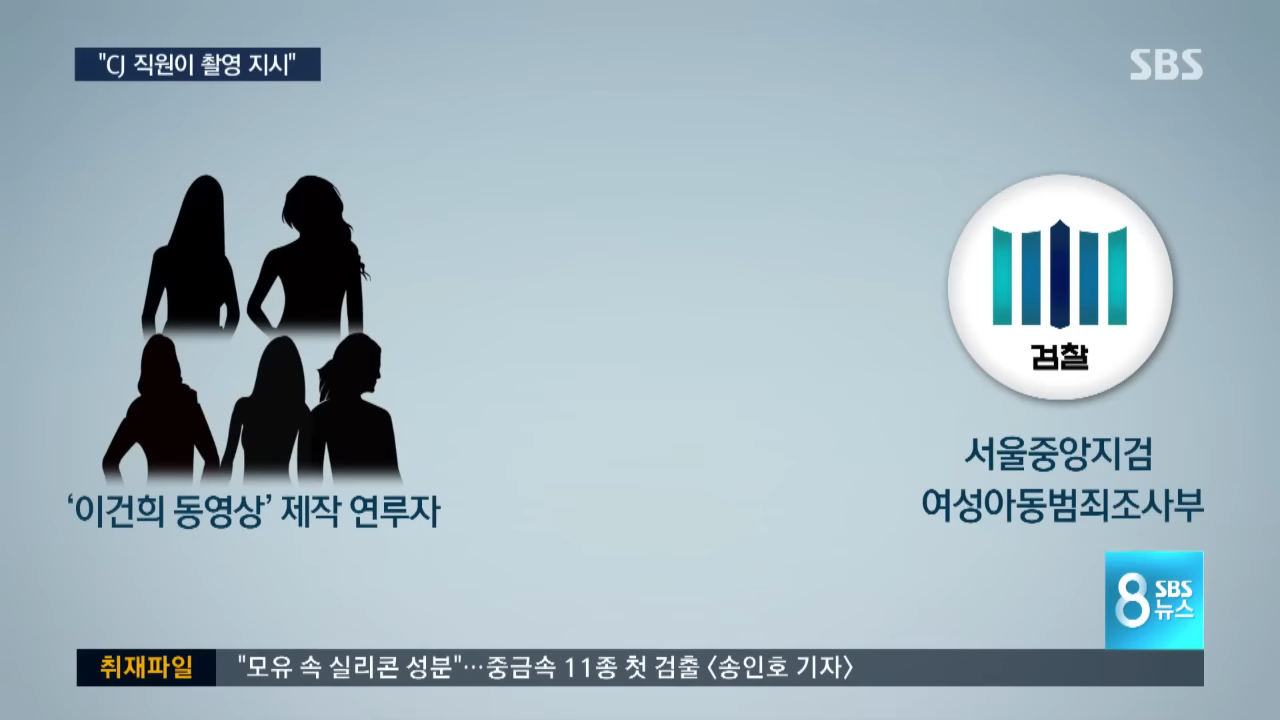 "CJ 직원이 촬영 지시"
SBS
검찰
'이건희 동영상' 제작 연루자
서울중앙지검
여성아동범죄조사부
8 SBS
뉴스
취재파일 "모유 속 실리콘 성분"…중금속 11종 첫 검출 〈송인호 기자〉